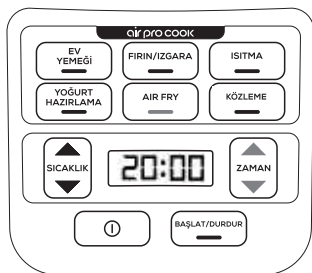 air pro cook
EV
YEMEĞİ
FIRIN/IZGARA
ISITMA
YOĞURT
HAZIRLAMA
AIR FRY
KÖZLEME
SICAKLIK
20:00
ZAMAN
BAŞLAT/DURDUR